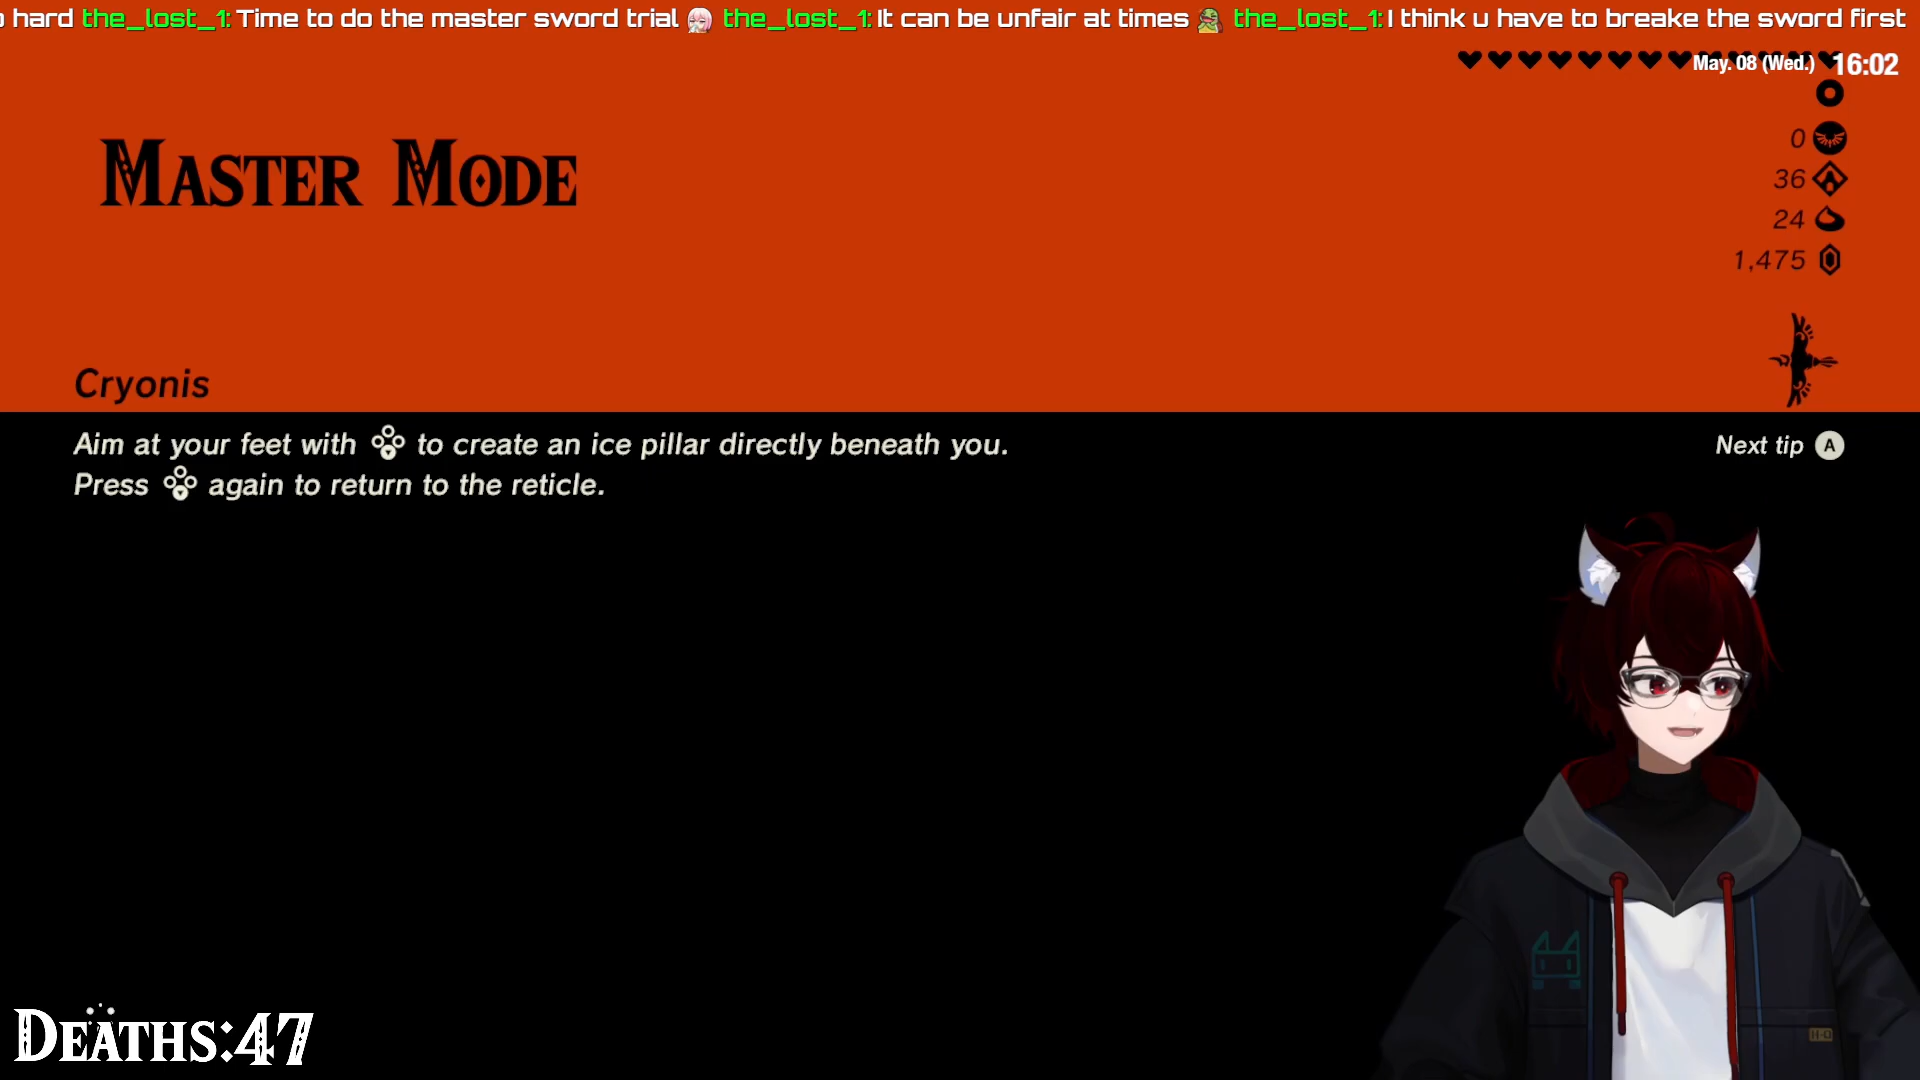 hard the_lost_1: Time to do the master sword trial the_lost_1: It can be unfair at times the_lost_1: I think u have to breake the sword first
May. 08 (Wed.) 16:02
MASTER MODE
0
36
24
1,475
Cryonis
Aim at your feet with to create an ice pillar directly beneath you.
Press again to return to the reticle.
Next tip A
H-Q
DEATHS:47